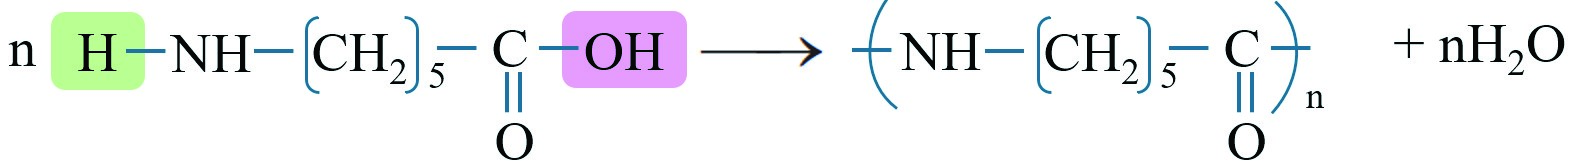 n H—NH—[CH₂]₅—C—OH ⟶ (—NH—[CH₂]₅—C—)ₙ + nH₂O
O O